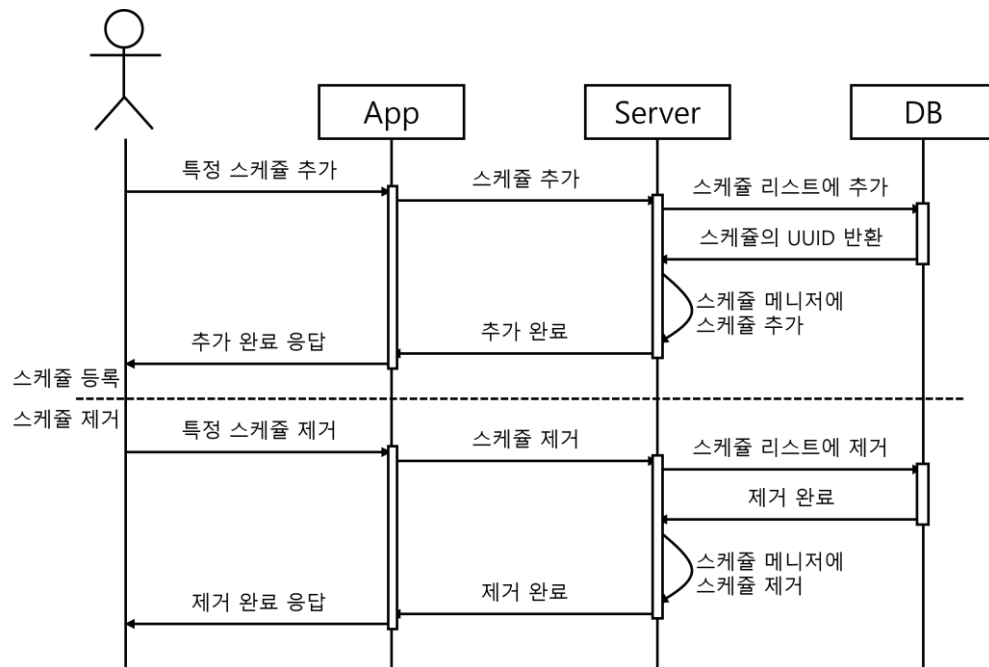 App
Server
DB
특정 스케쥴 추가
스케쥴 추가
스케쥴 리스트에 추가
스케쥴의 UUID 반환
스케쥴 메니저에
스케쥴 추가
추가 완료
추가 완료 응답
스케쥴 등록
스케쥴 제거
특정 스케쥴 제거
스케쥴 제거
스케쥴 리스트에 제거
제거 완료
스케쥴 메니저에
스케쥴 제거
제거 완료
제거 완료 응답